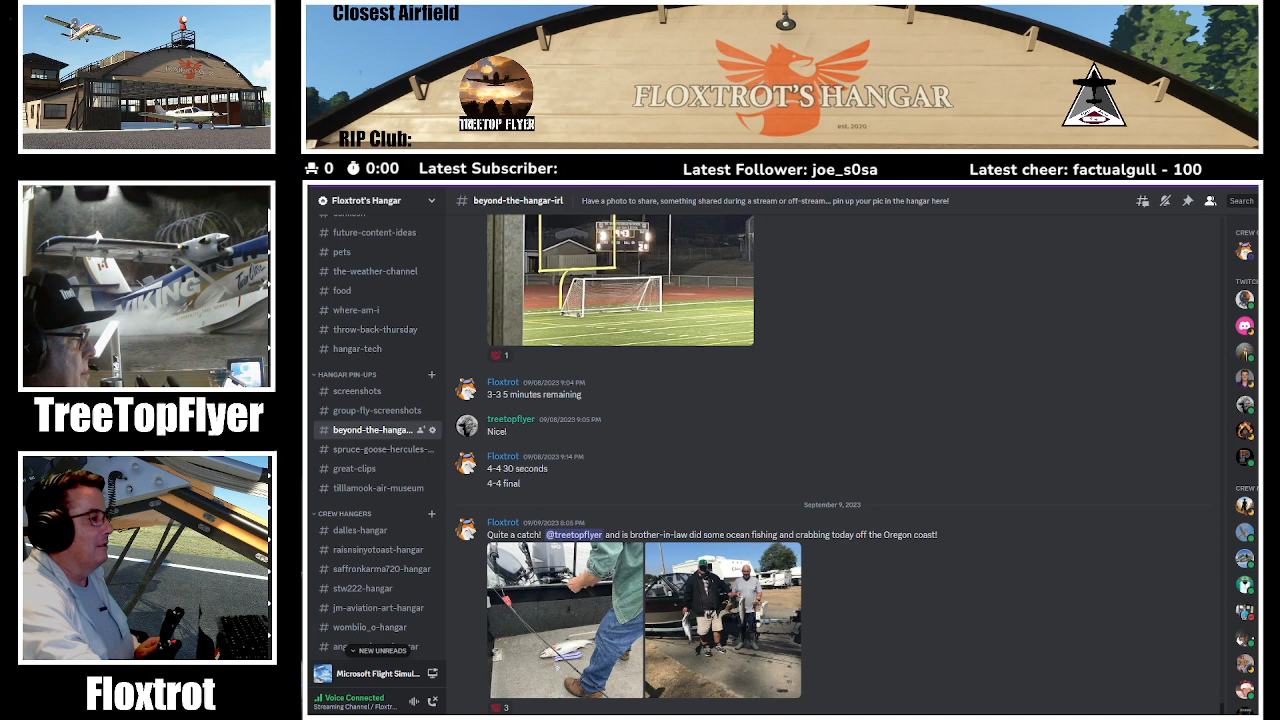 Closest Airfield
TREETOP FLYER
FLOXTROT'S HANGAR
est. 2020
RIP Club:
0 0:00 Latest Subscriber: Latest Follower: joe_s0sa Latest cheer: factualgull - 100
Floxtrot's Hangar
# beyond-the-hangar-irl Have a photo to share, something shared during a stream or off-stream... pin up your pic in the hangar here! Search
# future-content-ideas
# pets
# the-weather-channel
# food
# where-am-i
# throw-back-thursday
# hangar-tech
HANGAR PIN-UPS +
# screenshots
# group-fly-screenshots
# beyond-the-hanga...
# spruce-goose-hercules-...
# great-clips
# tilllamook-air-museum
CREW HANGERS +
# dalles-hangar
# raisnsinyotoast-hangar
# saffronkarma720-hangar
# stw222-hangar
# jm-aviation-art-hangar
# wombiio_o-hangar
NEW UNREADS
Microsoft Flight Simul...
Voice Connected
Streaming Channel / Floxtr...
1
Floxtrot 09/08/2023 9:04 PM
3-3 5 minutes remaining
treetopflyer 09/08/2023 9:05 PM
Nice!
Floxtrot 09/08/2023 9:14 PM
4-4 30 seconds
4-4 final
September 9, 2023
Floxtrot 09/09/2023 8:05 PM
Quite a catch! @treetopflyer and is brother-in-law did some ocean fishing and crabbing today off the Oregon coast!
3
VIKING
TreeTopFlyer
Floxtrot